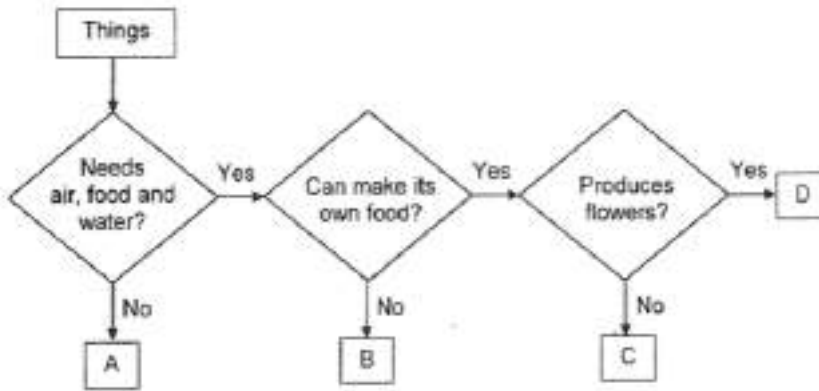 Things
Needs
air, food and
water?
Yes
Can make its
own food?
Yes
Produces
flowers?
Yes
D
No
A
No
B
No
C